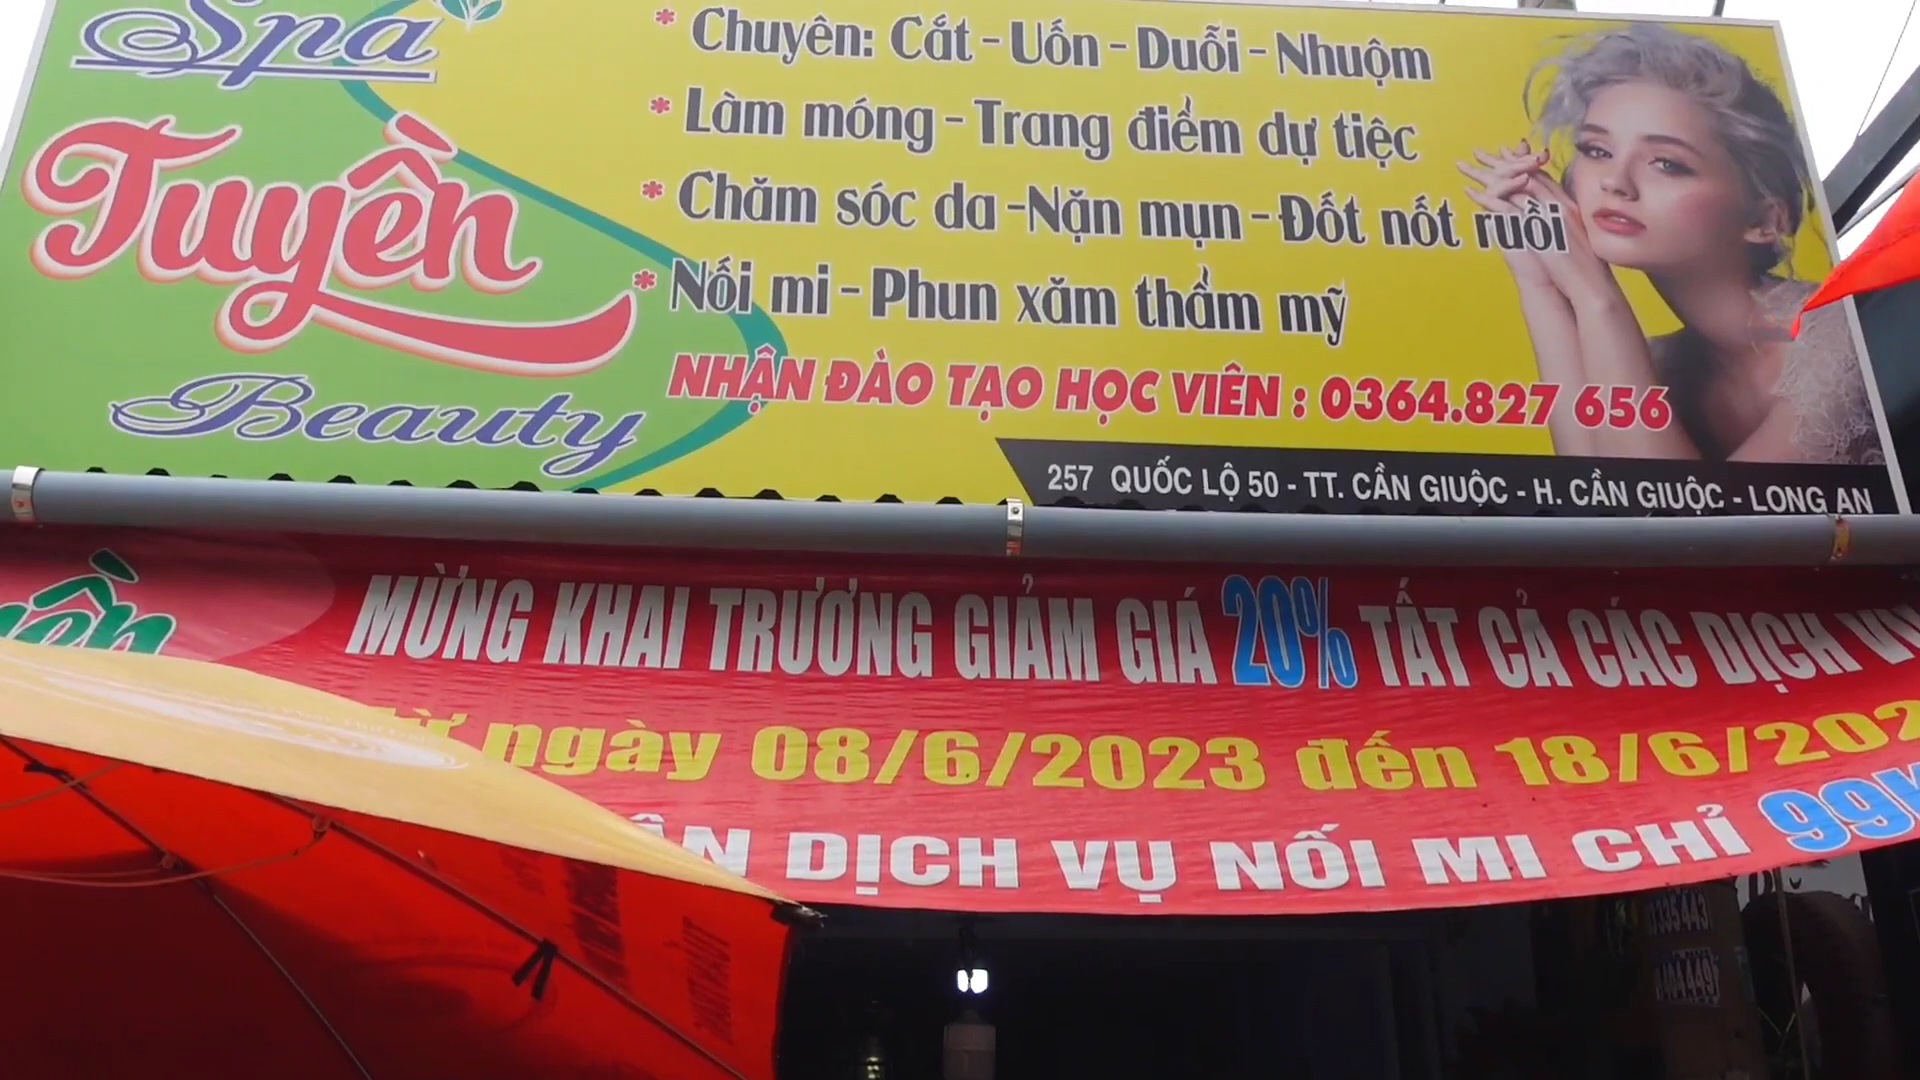 Spa
Tuyền
Beauty
* Chuyên: Cắt - Uốn - Duỗi - Nhuộm
* Làm móng - Trang điểm dự tiệc
* Chăm sóc da - Nặn mụn - Đốt nốt ruồi
* Nối mi - Phun xăm thẩm mỹ
NHẬN ĐÀO TẠO HỌC VIÊN : 0364.827 656
257 QUỐC LỘ 50 - TT. CẦN GIUỘC - H. CẦN GIUỘC - LONG AN
MỪNG KHAI TRƯƠNG GIẢM GIÁ 20% TẤT CẢ CÁC DỊCH VỤ
ngày 08/6/2023 đến 18/6/202
DỊCH VỤ NỐI MI CHỈ 99K